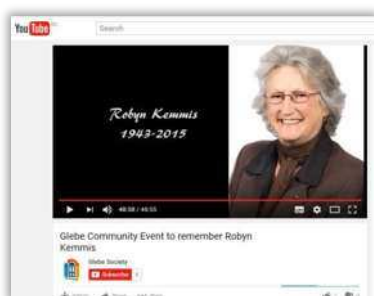 YouTube
Search
Robyn Kemmis
1943-2015
Glebe Community Event to remember Robyn
Kemmis
Glebe Society
Subscribe